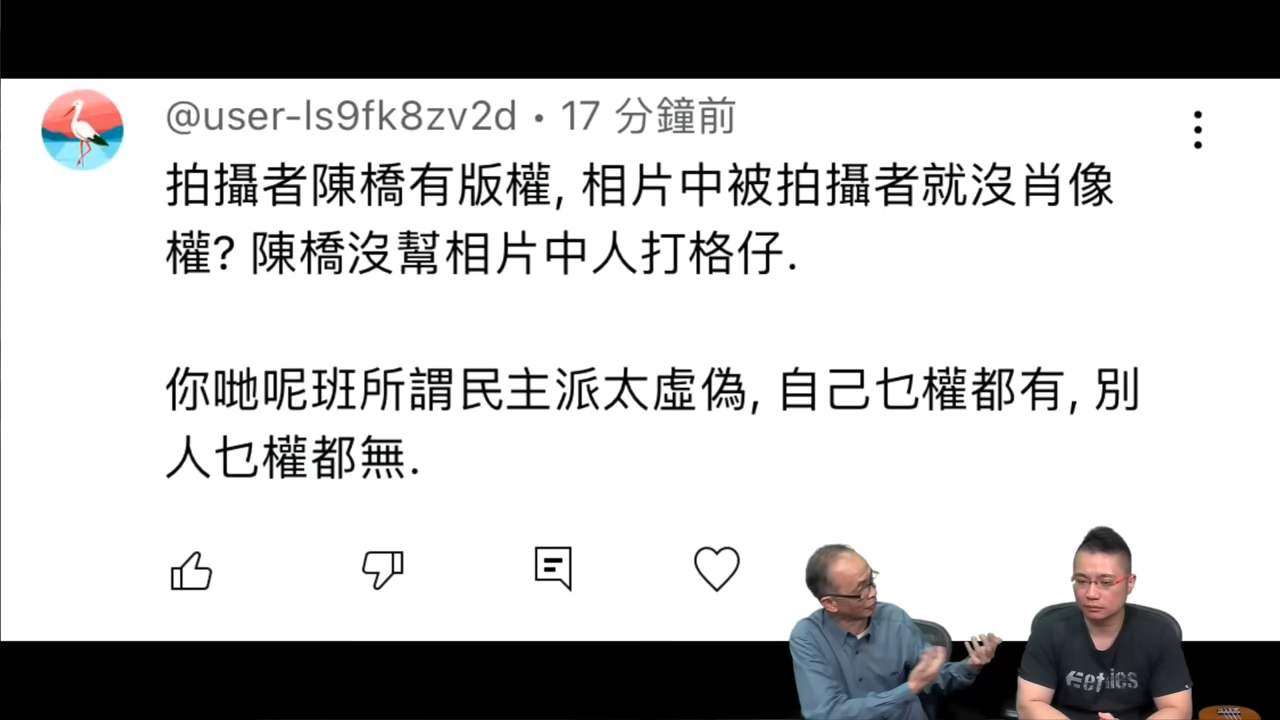 @user-ls9fk8zv2d • 17 分鐘前
拍攝者陳橋有版權, 相片中被拍攝者就沒肖像
權? 陳橋沒幫相片中人打格仔.
你哋呢班所謂民主派太虛偽, 自己乜權都有, 別
人乜權都無.
etnies